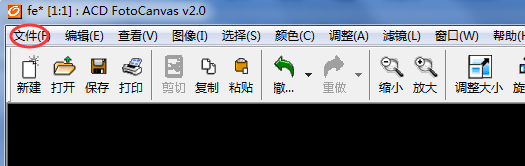 fe* [1:1] : ACD FotoCanvas v2.0
文件(F) 编辑(E) 查看(V) 图像(I) 选择(S) 颜色(C) 调整(A) 滤镜(L) 窗口(W) 帮助(H
新建 打开 保存 打印 剪切 复制 粘贴 撤... 重做 缩小 放大 调整大小 旋